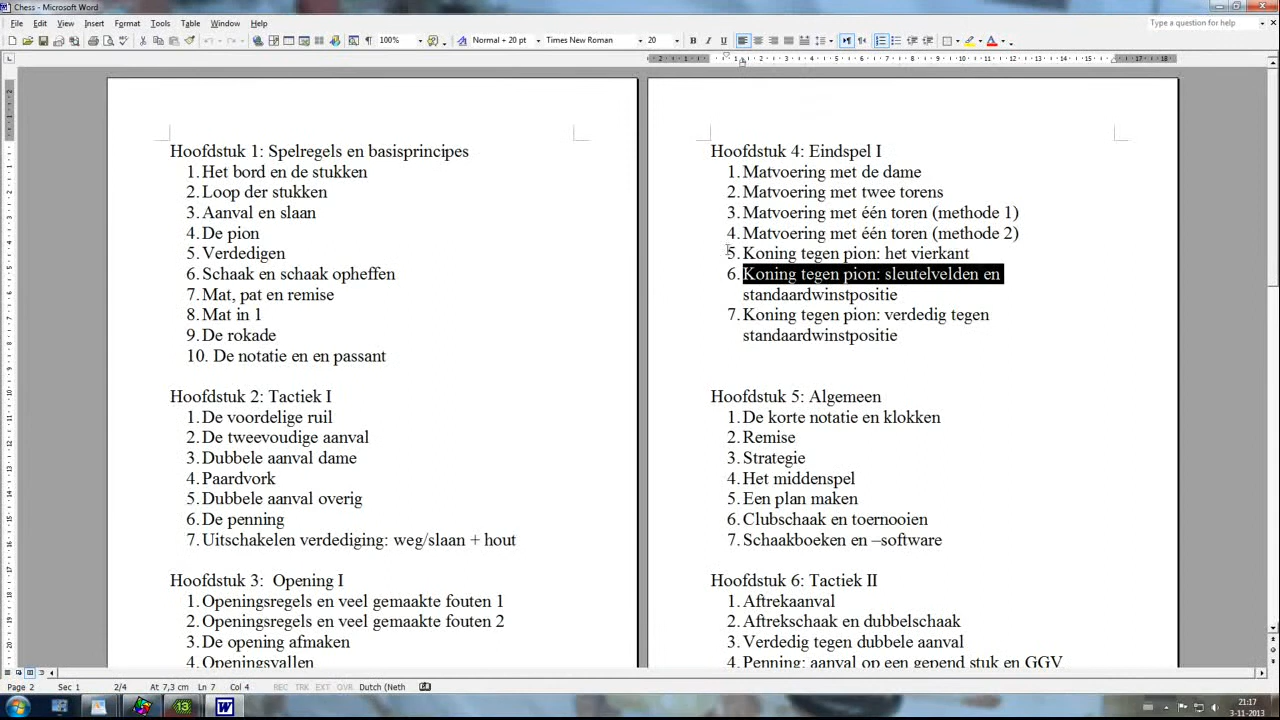 Chess - Microsoft Word
File Edit View Insert Format Tools Table Window Help
Type a question for help
100% Normal + 20 pt Times New Roman 20 B I U
Hoofdstuk 1: Spelregels en basisprincipes
1. Het bord en de stukken
2. Loop der stukken
3. Aanval en slaan
4. De pion
5. Verdedigen
6. Schaak en schaak opheffen
7. Mat, pat en remise
8. Mat in 1
9. De rokade
10. De notatie en en passant
Hoofdstuk 2: Tactiek I
1. De voordelige ruil
2. De tweevoudige aanval
3. Dubbele aanval dame
4. Paardvork
5. Dubbele aanval overig
6. De penning
7. Uitschakelen verdediging: weg/slaan + hout
Hoofdstuk 3:  Opening I
1. Openingsregels en veel gemaakte fouten 1
2. Openingsregels en veel gemaakte fouten 2
3. De opening afmaken
4. Openingsvallen
Hoofdstuk 4: Eindspel I
1. Matvoering met de dame
2. Matvoering met twee torens
3. Matvoering met één toren (methode 1)
4. Matvoering met één toren (methode 2)
5. Koning tegen pion: het vierkant
6. Koning tegen pion: sleutelvelden en
standaardwinstpositie
7. Koning tegen pion: verdedig tegen
standaardwinstpositie
Hoofdstuk 5: Algemeen
1. De korte notatie en klokken
2. Remise
3. Strategie
4. Het middenspel
5. Een plan maken
6. Clubschaak en toernooien
7. Schaakboeken en –software
Hoofdstuk 6: Tactiek II
1. Aftrekaanval
2. Aftrekschaak en dubbelschaak
3. Verdedig tegen dubbele aanval
4. Penning: aanval op een gepend stuk en GGV
Page 2 Sec 1 2/4 At 7,3 cm Ln 7 Col 4 REC TRK EXT OVR Dutch (Neth
13 W 21:17
3-11-2013